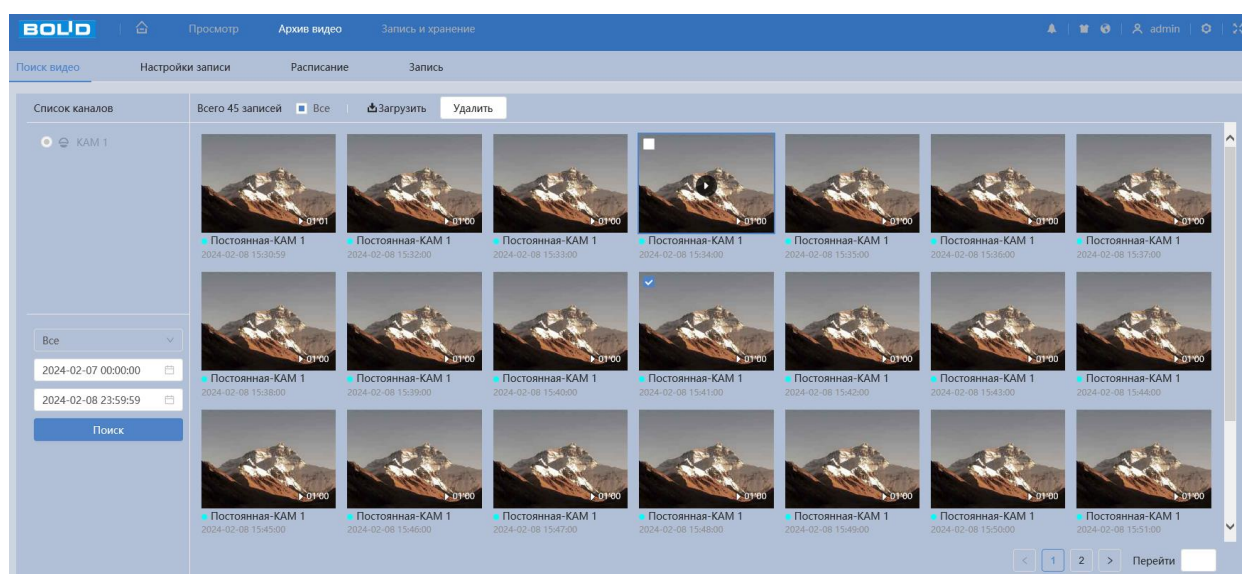 BOLID Просмотр Архив видео Запись и хранение admin
Поиск видео Настройки записи Расписание Запись
Список каналов Всего 45 записей Все Загрузить Удалить
КАМ 1
01'01 01'00 01'00 01'00 01'00 01'00 01'00
Постоянная-КАМ 1 Постоянная-КАМ 1 Постоянная-КАМ 1 Постоянная-КАМ 1 Постоянная-КАМ 1 Постоянная-КАМ 1 Постоянная-КАМ 1
2024-02-08 15:30:59 2024-02-08 15:32:00 2024-02-08 15:33:00 2024-02-08 15:34:00 2024-02-08 15:35:00 2024-02-08 15:36:00 2024-02-08 15:37:00
Все
01'00 01'00 01'00 01'00 01'00 01'00 01'00
2024-02-07 00:00:00
Постоянная-КАМ 1 Постоянная-КАМ 1 Постоянная-КАМ 1 Постоянная-КАМ 1 Постоянная-КАМ 1 Постоянная-КАМ 1 Постоянная-КАМ 1
2024-02-08 15:38:00 2024-02-08 15:39:00 2024-02-08 15:40:00 2024-02-08 15:41:00 2024-02-08 15:42:00 2024-02-08 15:43:00 2024-02-08 15:44:00
2024-02-08 23:59:59
Поиск
01'00 01'00 01'00 01'00 01'00 01'00 01'00
Постоянная-КАМ 1 Постоянная-КАМ 1 Постоянная-КАМ 1 Постоянная-КАМ 1 Постоянная-КАМ 1 Постоянная-КАМ 1 Постоянная-КАМ 1
2024-02-08 15:45:00 2024-02-08 15:46:00 2024-02-08 15:47:00 2024-02-08 15:48:00 2024-02-08 15:49:00 2024-02-08 15:50:00 2024-02-08 15:51:00
< 1 2 > Перейти